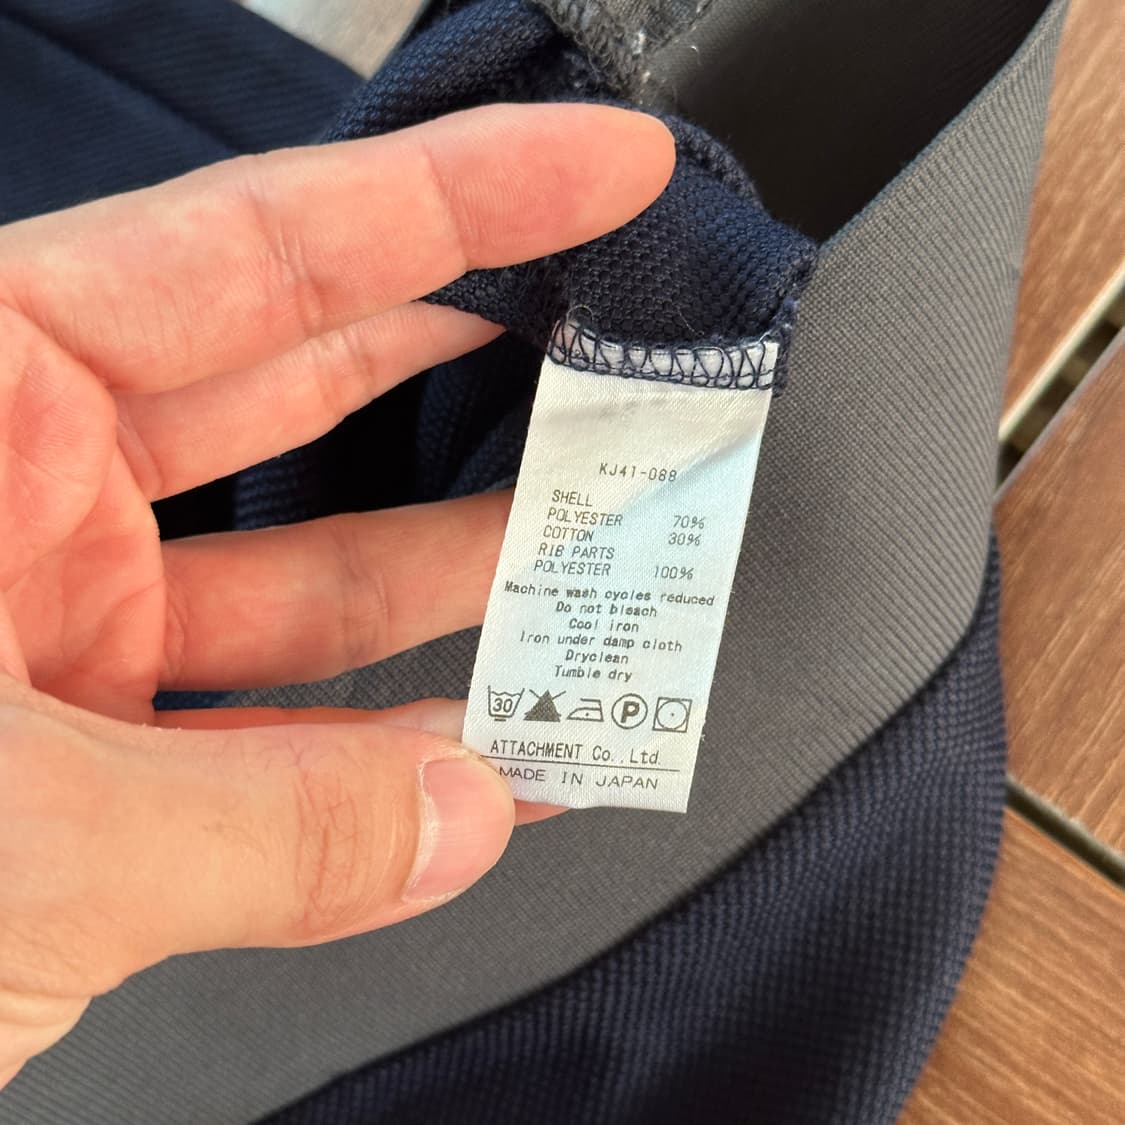 KJ41-088
SHELL
POLYESTER 70%
COTTON 30%
RIB PARTS
POLYESTER 100%
Machine wash cycles reduced
Do not bleach
Cool iron
Iron under damp cloth
Dryclean
Tumble dry
30 P
ATTACHMENT Co.,Ltd.
MADE IN JAPAN